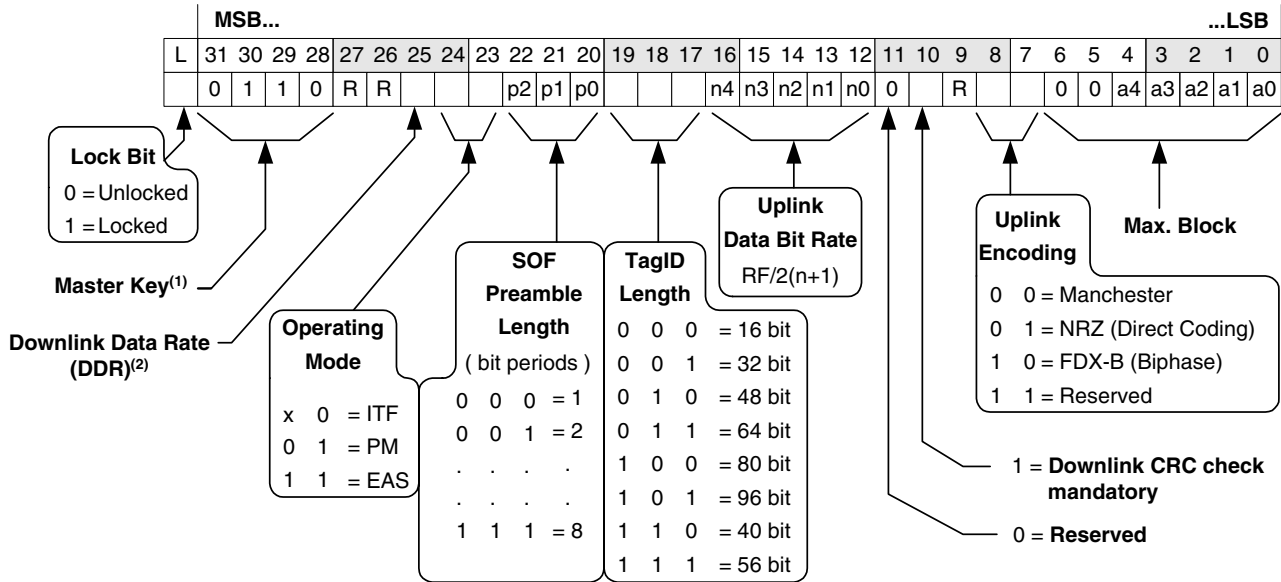 MSB... ...LSB
L 31 30 29 28 27 26 25 24 23 22 21 20 19 18 17 16 15 14 13 12 11 10 9 8 7 6 5 4 3 2 1 0
0 1 1 0 R R p2 p1 p0 n4 n3 n2 n1 n0 0 R 0 0 a4 a3 a2 a1 a0
Lock Bit
0 = Unlocked
1 = Locked
Master Key(1)
Downlink Data Rate
(DDR)(2)
Operating
Mode
x 0 = ITF
0 1 = PM
1 1 = EAS
SOF
Preamble
Length
( bit periods )
0 0 0 = 1
0 0 1 = 2
. . . .
. . . .
1 1 1 = 8
TagID
Length
0 0 0 = 16 bit
0 0 1 = 32 bit
0 1 0 = 48 bit
0 1 1 = 64 bit
1 0 0 = 80 bit
1 0 1 = 96 bit
1 1 0 = 40 bit
1 1 1 = 56 bit
Uplink
Data Bit Rate
RF/2(n+1)
Uplink
Encoding
0 0 = Manchester
0 1 = NRZ (Direct Coding)
1 0 = FDX-B (Biphase)
1 1 = Reserved
Max. Block
1 = Downlink CRC check
mandatory
0 = Reserved